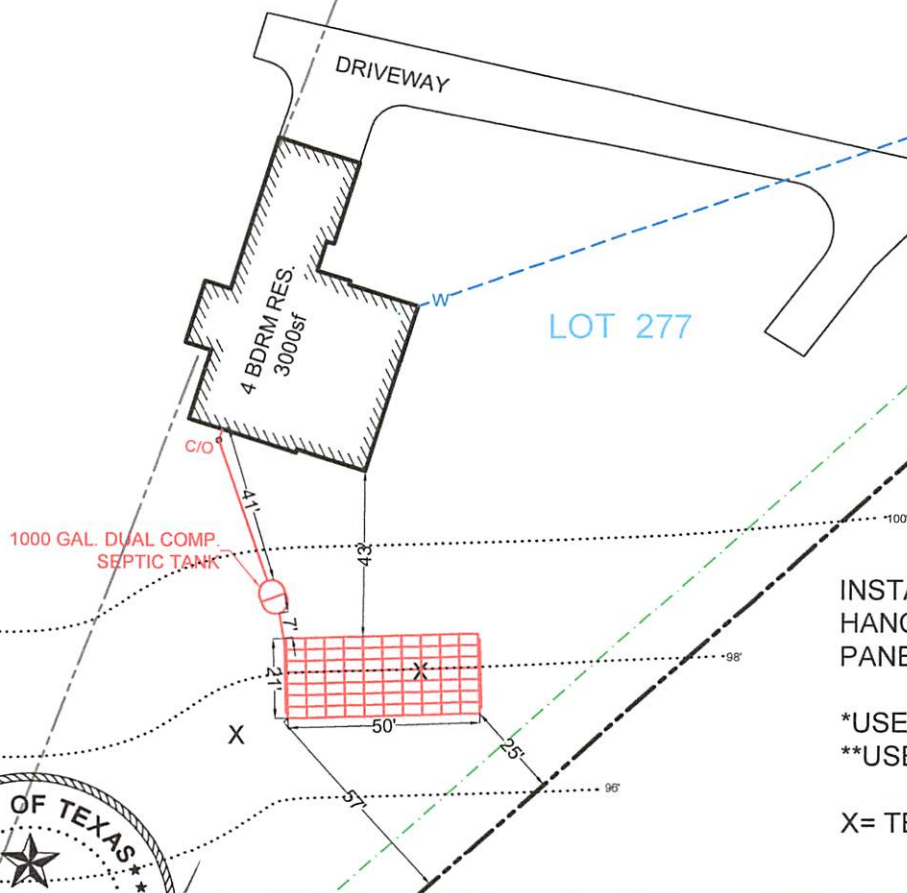 DRIVEWAY
4 BDRM RES.
3000sf
W
LOT 277
C/O
41'
1000 GAL. DUAL COMP.
SEPTIC TANK
43'
100'
7'
21'
X
98'
50'
X
25'
57'
96'
INSTA
HANG
PANE
*USE
**USE
X= TE
OF TEXAS